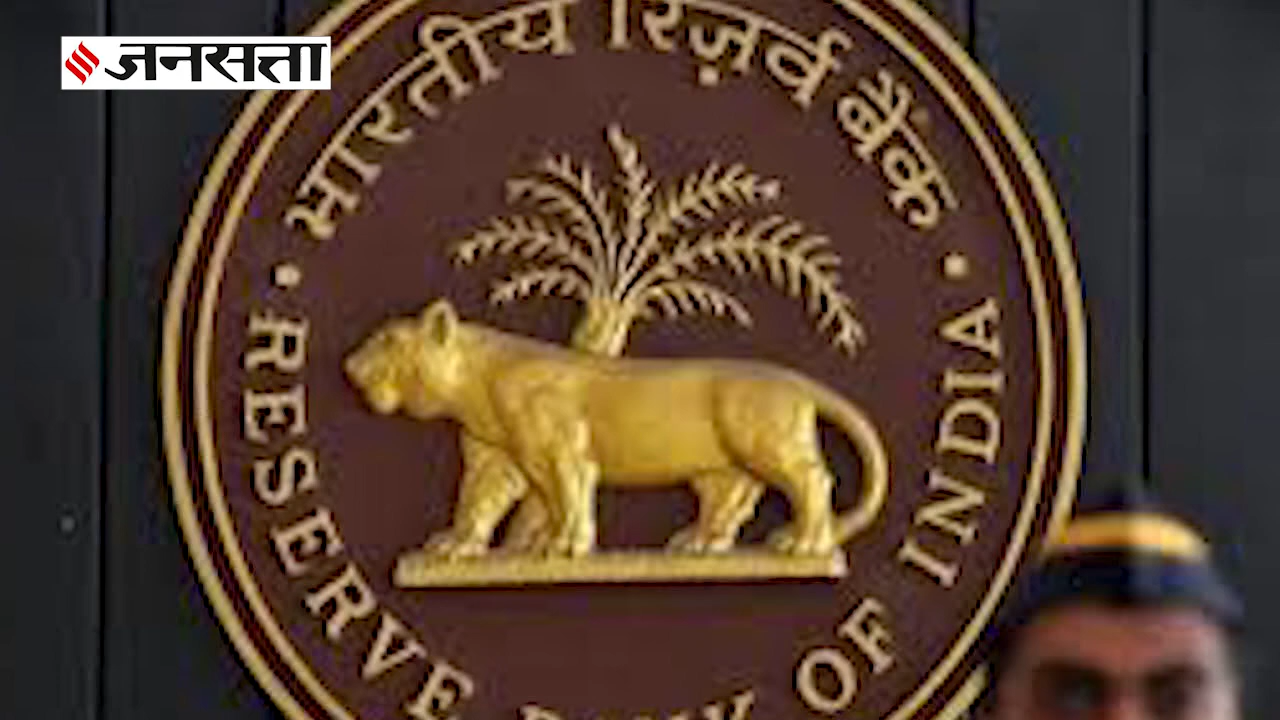 जनसत्ता
भारतीय रिज़र्व बैंक
RESERVE BANK OF INDIA